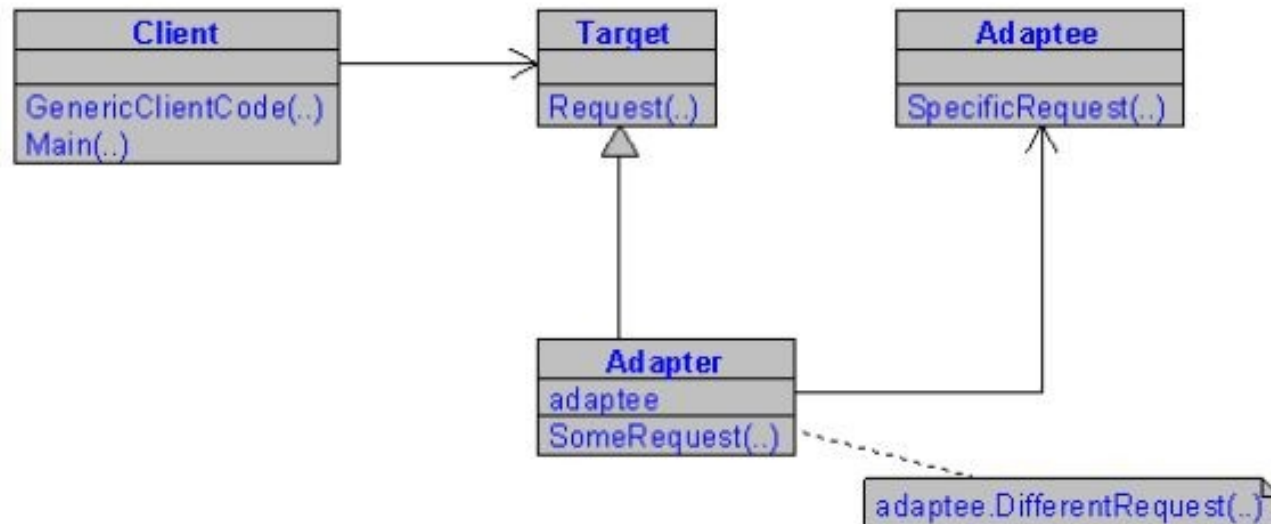 Client
GenericClientCode(..)
Main(..)
Target
Request(..)
Adaptee
SpecificRequest(..)
Adapter
adaptee
SomeRequest(..)
adaptee.DifferentRequest(..)